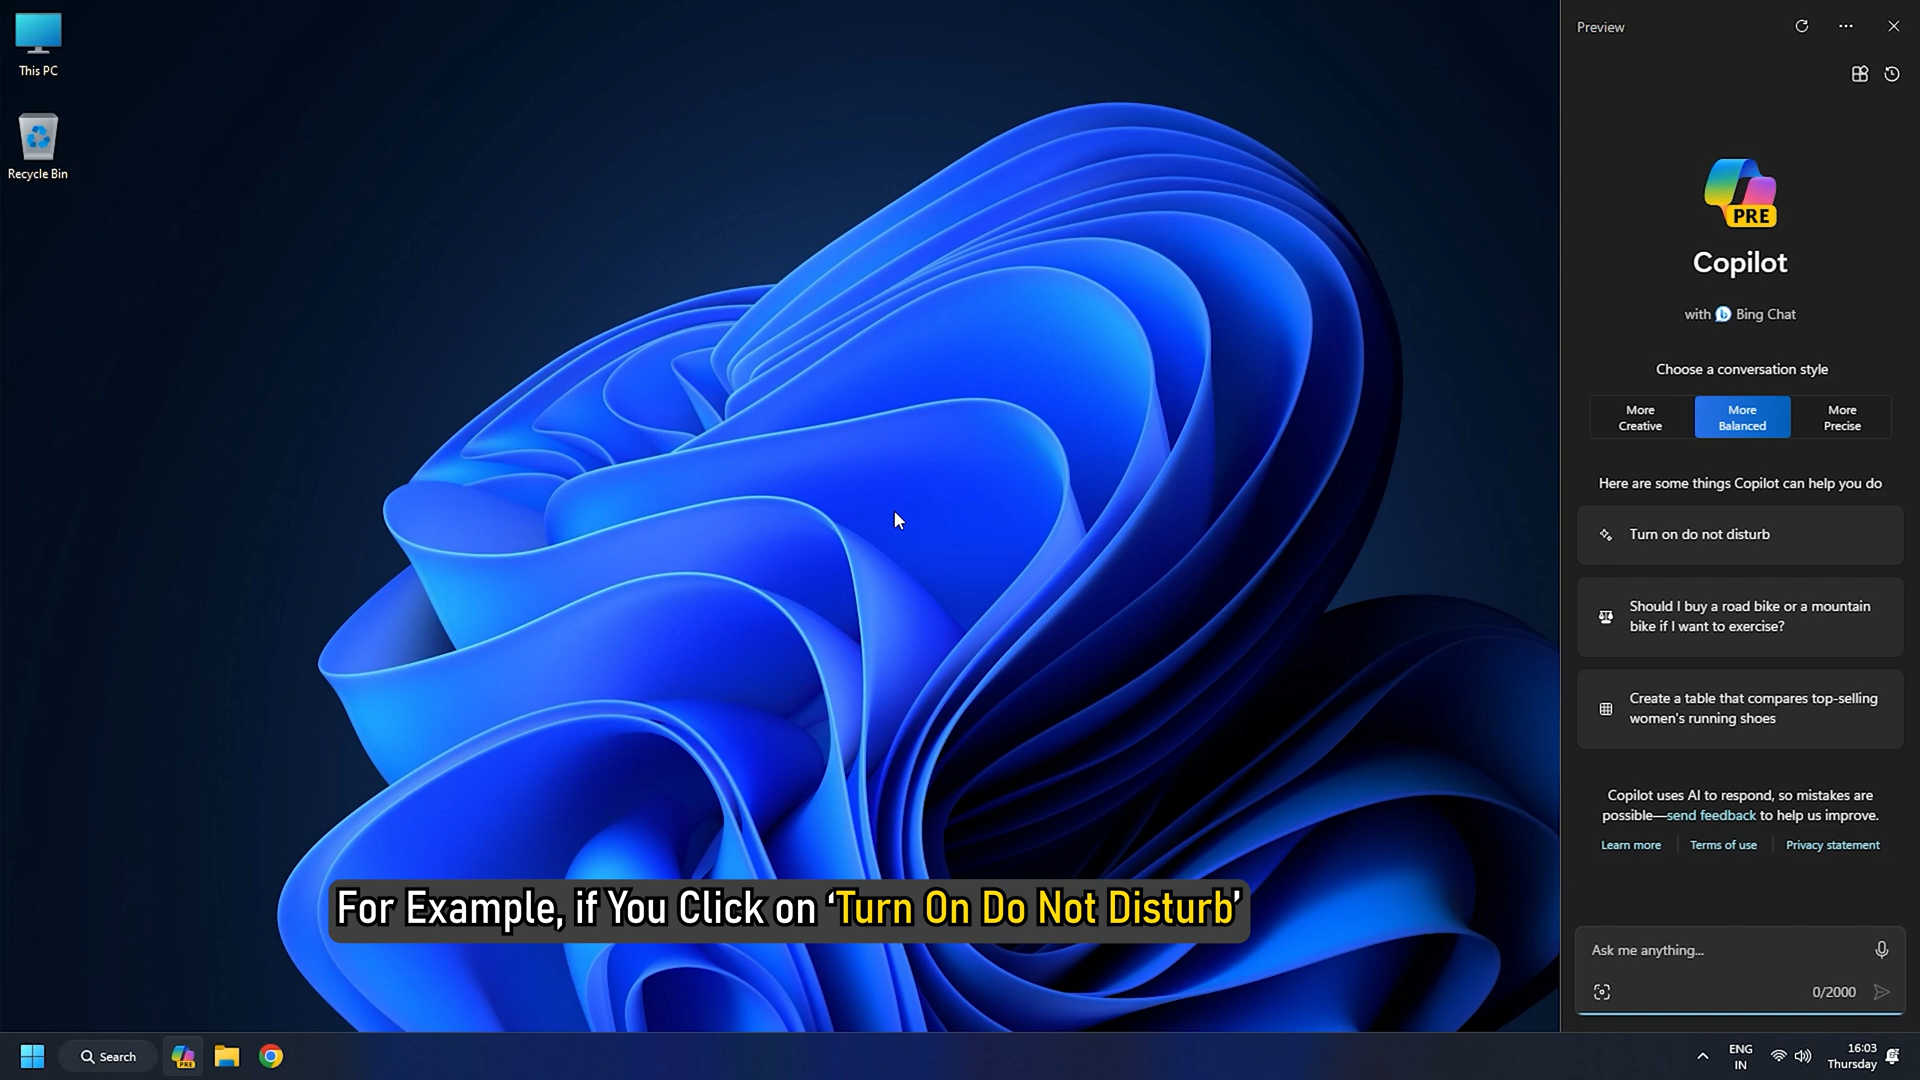 This PC
Recycle Bin
Preview
PRE
Copilot
with Bing Chat
Choose a conversation style
More
Creative
More
Balanced
More
Precise
Here are some things Copilot can help you do
Turn on do not disturb
Should I buy a road bike or a mountain
bike if I want to exercise?
Create a table that compares top-selling
women's running shoes
Copilot uses AI to respond, so mistakes are
possible—send feedback to help us improve.
Learn more
Terms of use
Privacy statement
For Example, if You Click on ‘Turn On Do Not Disturb’
Ask me anything...
0/2000
Search
PRE
ENG
IN
16:03
Thursday